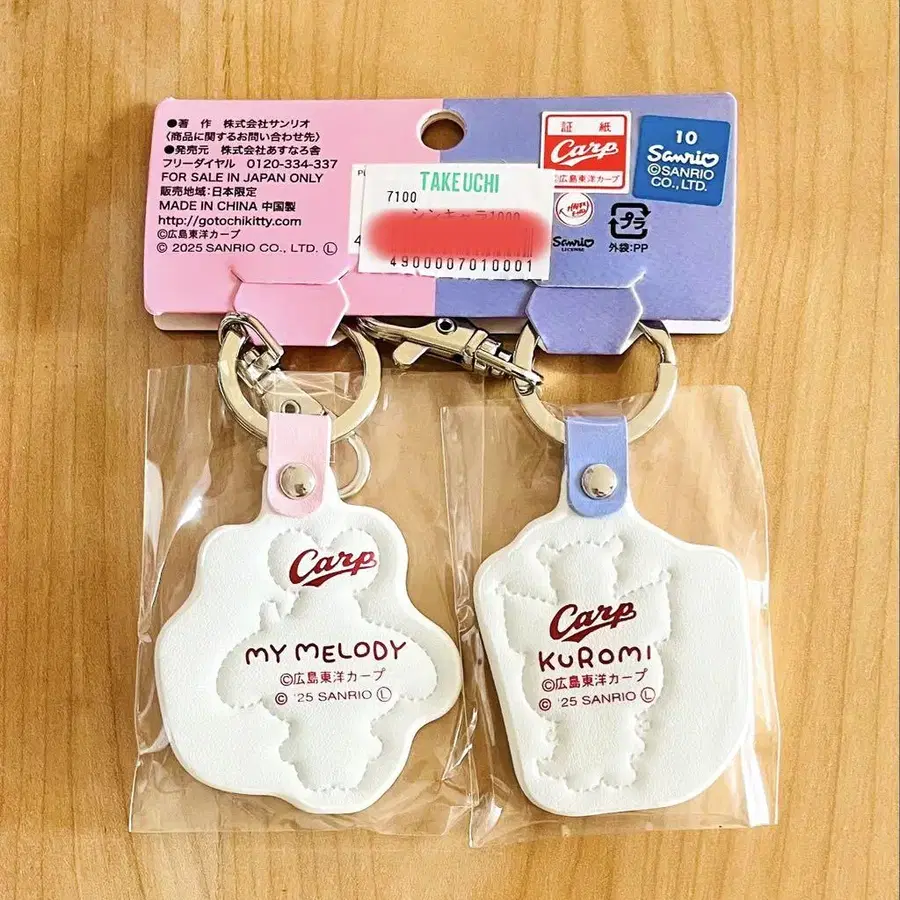 ●著 作 株式会社サンリオ
〈商品に関するお問い合わせ先〉
●発売元 株式会社あすなろ舎
フリーダイヤル 0120-334-337
FOR SALE IN JAPAN ONLY
販売地域:日本限定
MADE IN CHINA 中国製
http://gotochikitty.com
©広島東洋カープ
© 2025 SANRIO CO., LTD. Ⓛ
TAKEUCHI
7100
4900007010001
証 紙
Carp
©広島東洋カープ
10
Sanrio
©SANRIO
CO., LTD.
Sanrio
LICENSE
プラ
外袋:PP
Carp
MY MELODY
©広島東洋カープ
© '25 SANRIO Ⓛ
Carp
KUROMI
©広島東洋カープ
© '25 SANRIO Ⓛ